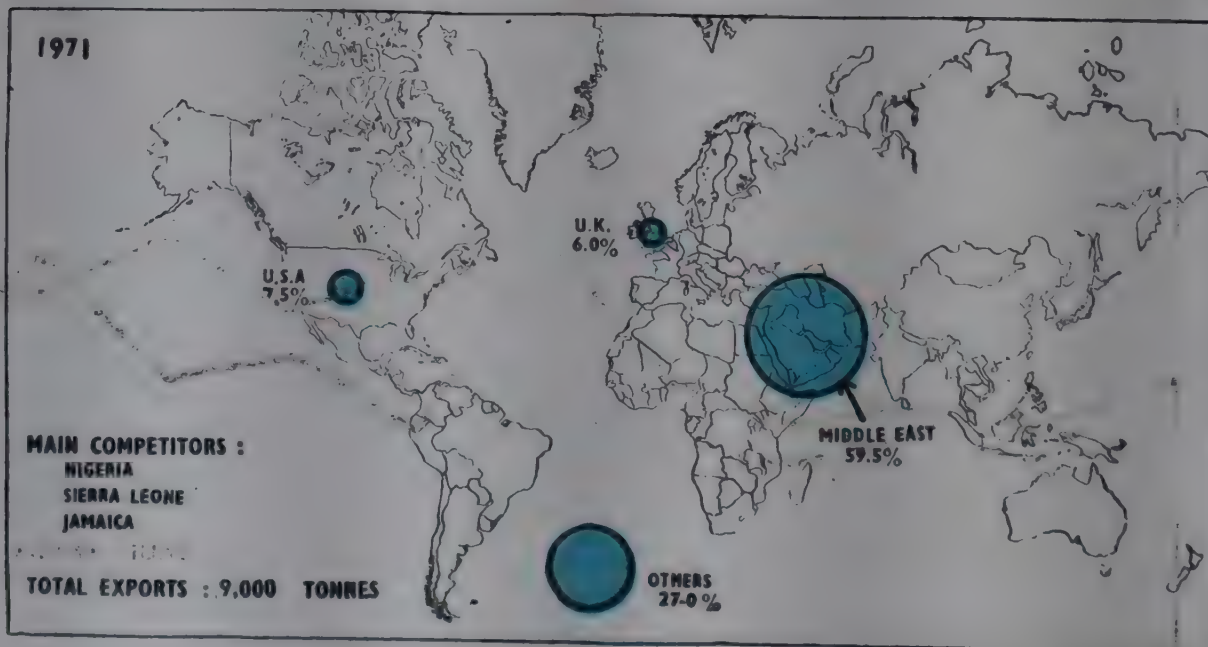 1971
U.K.
6.0%
U.S.A
7.5%
MIDDLE EAST
59.5%
MAIN COMPETITORS :
NIGERIA
SIERRA LEONE
JAMAICA
TOTAL EXPORTS : 9,000 TONNES
OTHERS
27.0%